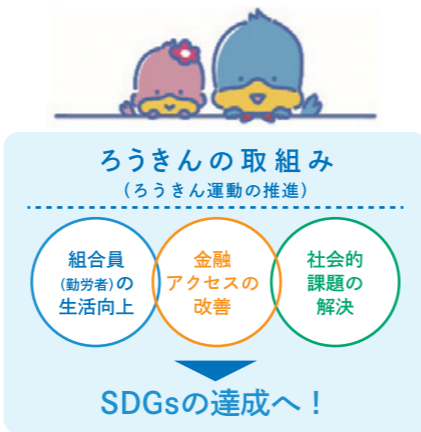 ろうきんの取組み
(ろうきん運動の推進)
組合員
(勤労者)の
生活向上
金融
アクセスの
改善
社会的
課題の
解決
SDGsの達成へ！